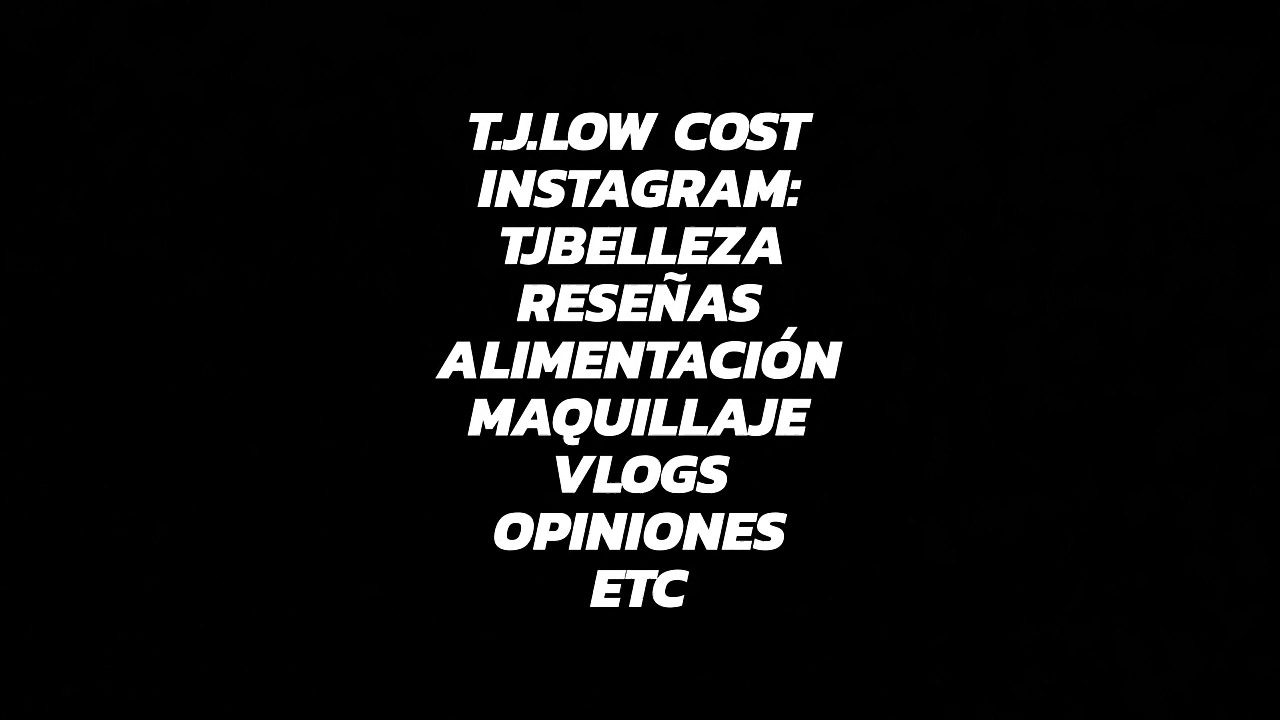 T.J.LOW COST
INSTAGRAM:
TJBELLEZA
RESEÑAS
ALIMENTACIÓN
MAQUILLAJE
VLOGS
OPINIONES
ETC